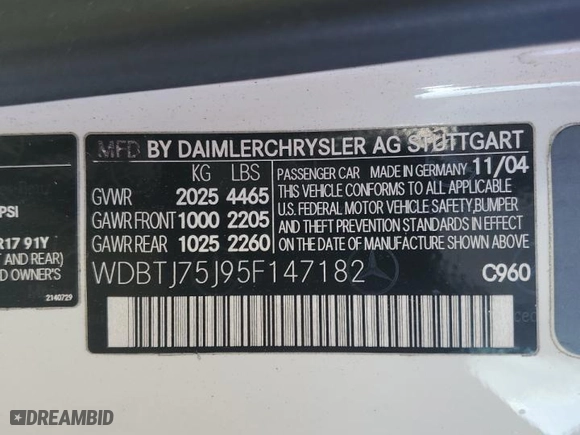 MFD BY DAIMLERCHRYSLER AG STUTTGART
KG LBS
GVWR 2025 4465
GAWR FRONT 1000 2205
GAWR REAR 1025 2260
PASSENGER CAR MADE IN GERMANY 11/04
THIS VEHICLE CONFORMS TO ALL APPLICABLE
U.S. FEDERAL MOTOR VEHICLE SAFETY, BUMPER
AND THEFT PREVENTION STANDARDS IN EFFECT
ON THE DATE OF MANUFACTURE SHOWN ABOVE.
WDBTJ75J95F147182
C960
PSI
R17 91Y
AND REAR)
D OWNER'S
2140729
DREAMBID